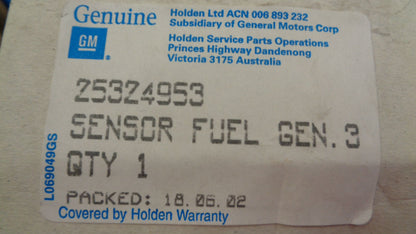 Genuine
GM
Holden Ltd ACN 006 893 232
Subsidiary of General Motors Corp
Holden Service Parts Operations
Princes Highway Dandenong
Victoria 3175 Australia
25324953
SENSOR FUEL GEN.3
QTY 1
PACKED: 18.06.02
Covered by Holden Warranty
L069049GS